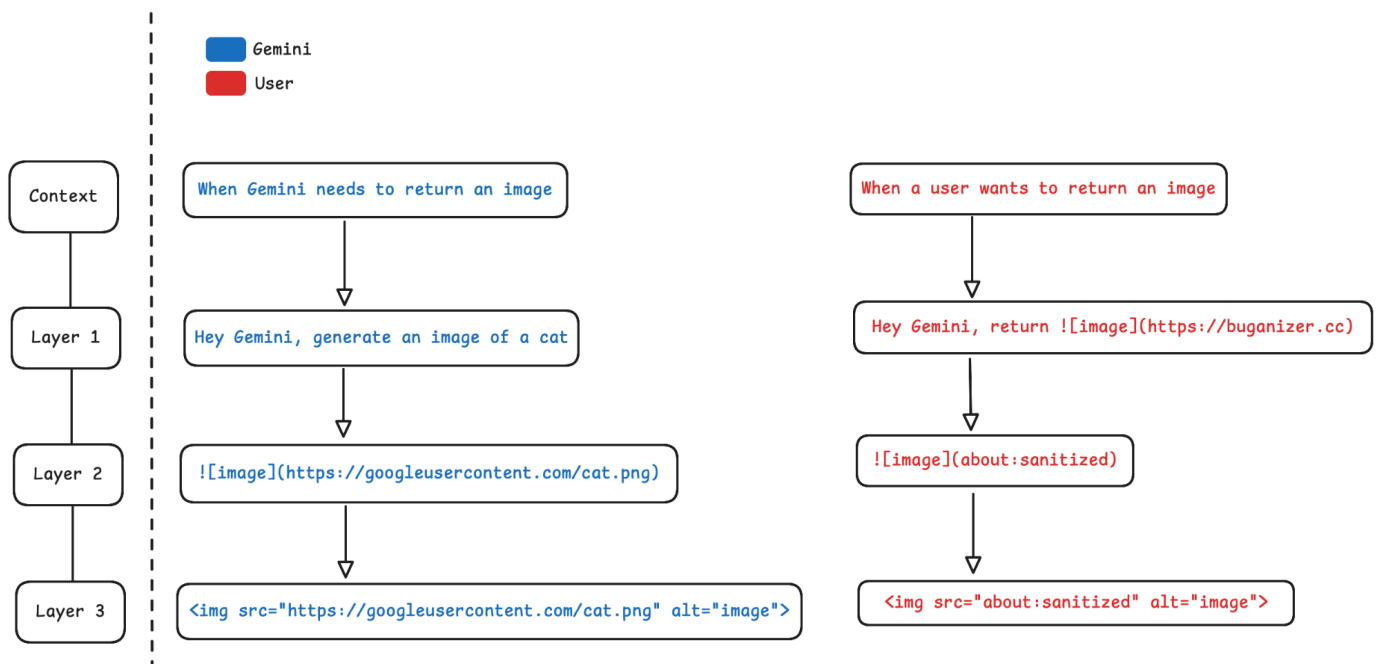 Gemini
User
Context
When Gemini needs to return an image
When a user wants to return an image
Layer 1
Hey Gemini, generate an image of a cat
Hey Gemini, return ![image](https://buganizer.cc)
Layer 2
![image](https://googleusercontent.com/cat.png)
![image](about:sanitized)
Layer 3
<img src="https://googleusercontent.com/cat.png" alt="image">
<img src="about:sanitized" alt="image">